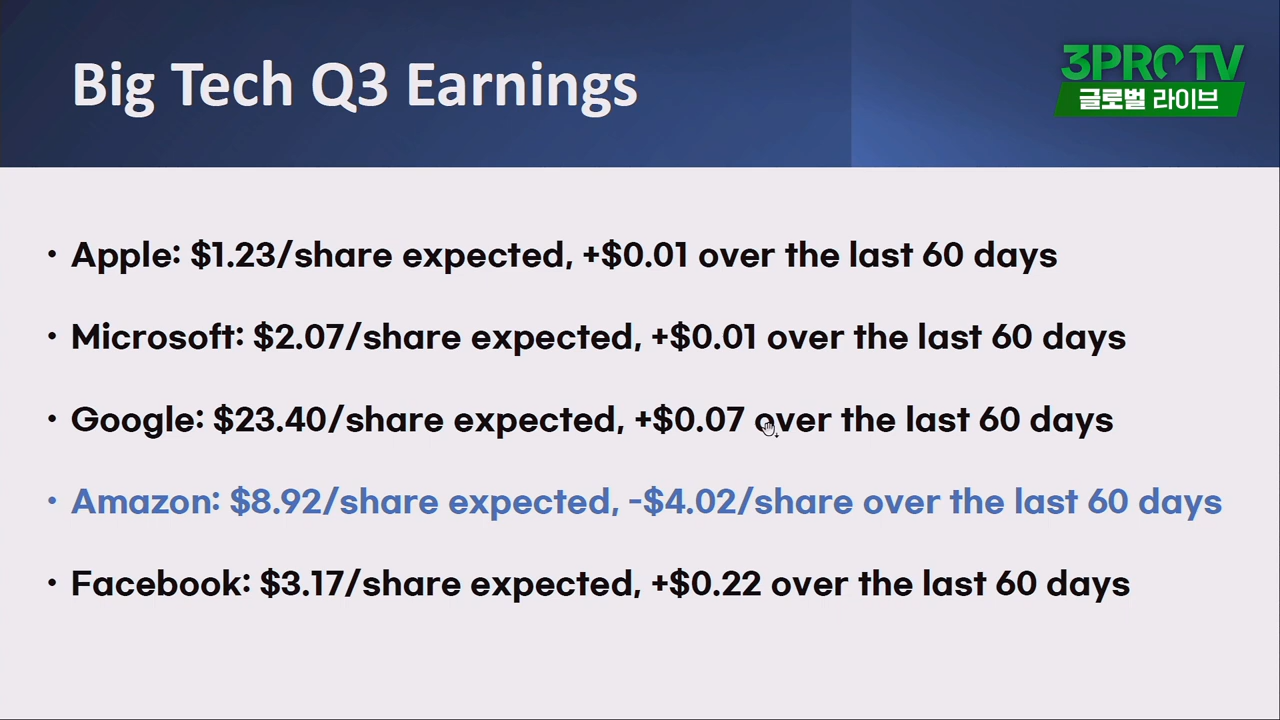 Big Tech Q3 Earnings
3PRO TV
글로벌 라이브
• Apple: $1.23/share expected, +$0.01 over the last 60 days
• Microsoft: $2.07/share expected, +$0.01 over the last 60 days
• Google: $23.40/share expected, +$0.07 over the last 60 days
• Amazon: $8.92/share expected, -$4.02/share over the last 60 days
• Facebook: $3.17/share expected, +$0.22 over the last 60 days